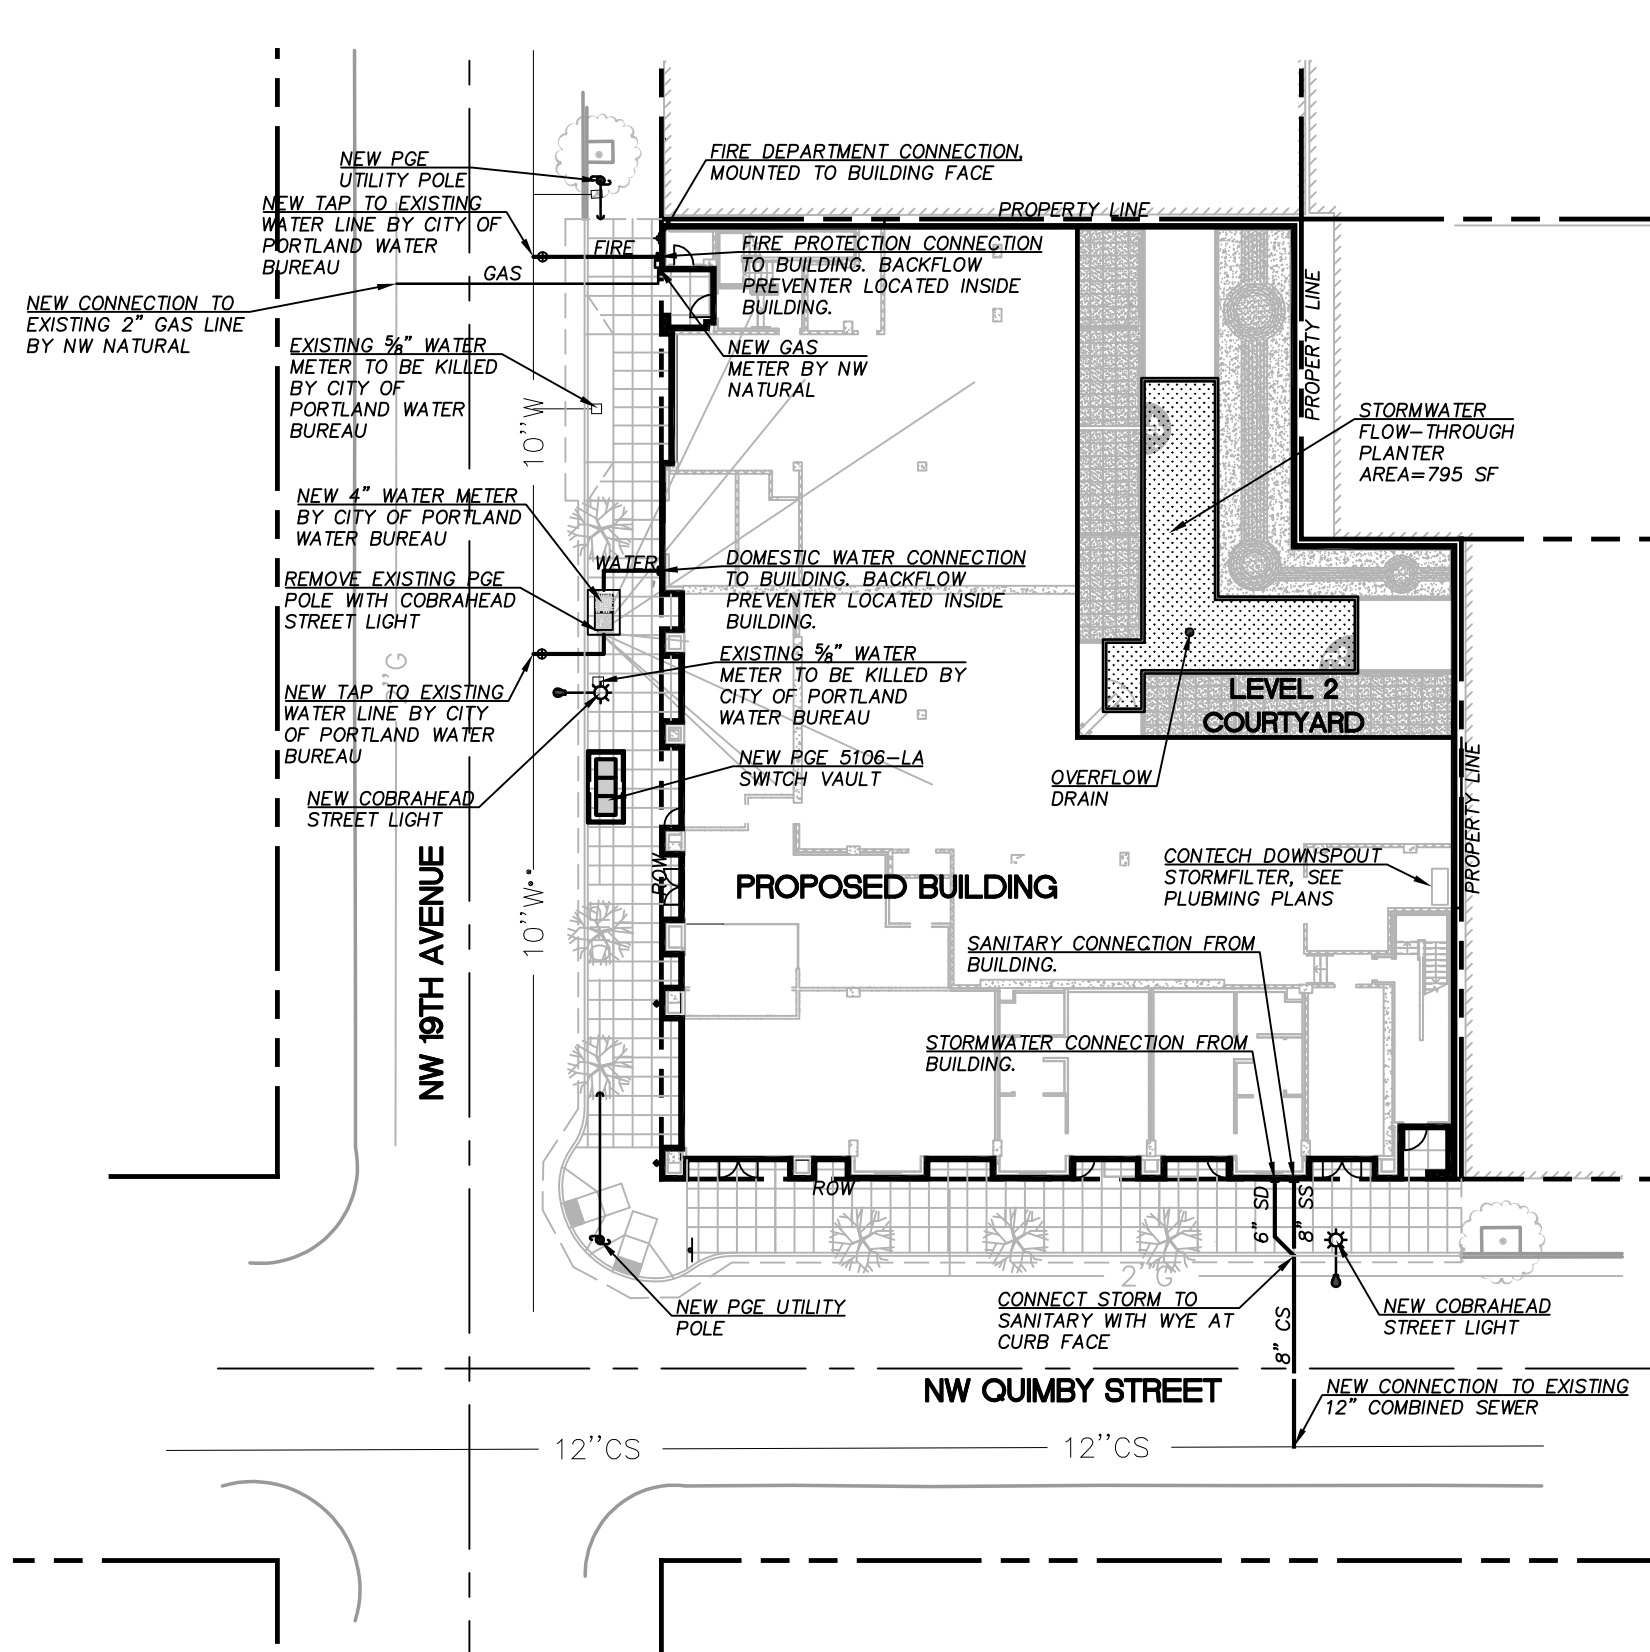 NEW PGE
UTILITY POLE
NEW TAP TO EXISTING
WATER LINE BY CITY OF
PORTLAND WATER
BUREAU
FIRE DEPARTMENT CONNECTION,
MOUNTED TO BUILDING FACE
PROPERTY LINE
FIRE
GAS
FIRE PROTECTION CONNECTION
TO BUILDING. BACKFLOW
PREVENTER LOCATED INSIDE
BUILDING.
NEW CONNECTION TO
EXISTING 2" GAS LINE
BY NW NATURAL
EXISTING 5/8" WATER
METER TO BE KILLED
BY CITY OF
PORTLAND WATER
BUREAU
NEW GAS
METER BY NW
NATURAL
PROPERTY LINE
10"W
STORMWATER
FLOW-THROUGH
PLANTER
AREA=795 SF
NEW 4" WATER METER
BY CITY OF PORTLAND
WATER BUREAU
WATER
DOMESTIC WATER CONNECTION
TO BUILDING. BACKFLOW
PREVENTER LOCATED INSIDE
BUILDING.
REMOVE EXISTING PGE
POLE WITH COBRAHEAD
STREET LIGHT
"G
EXISTING 5/8" WATER
METER TO BE KILLED BY
CITY OF PORTLAND
WATER BUREAU
NEW TAP TO EXISTING
WATER LINE BY CITY
OF PORTLAND WATER
BUREAU
LEVEL 2
COURTYARD
NEW PGE 5106-LA
SWITCH VAULT
OVERFLOW
DRAIN
NEW COBRAHEAD
STREET LIGHT
PROPERTY LINE
NW 19TH AVENUE
10"W
ROW
PROPOSED BUILDING
CONTECH DOWNSPOUT
STORMFILTER, SEE
PLUBMING PLANS
SANITARY CONNECTION FROM
BUILDING.
STORMWATER CONNECTION FROM
BUILDING.
ROW
6" SD
8" SS
2"G
NEW PGE UTILITY
POLE
CONNECT STORM TO
SANITARY WITH WYE AT
CURB FACE
8" CS
NEW COBRAHEAD
STREET LIGHT
NW QUIMBY STREET
NEW CONNECTION TO EXISTING
12" COMBINED SEWER
12"CS
12"CS